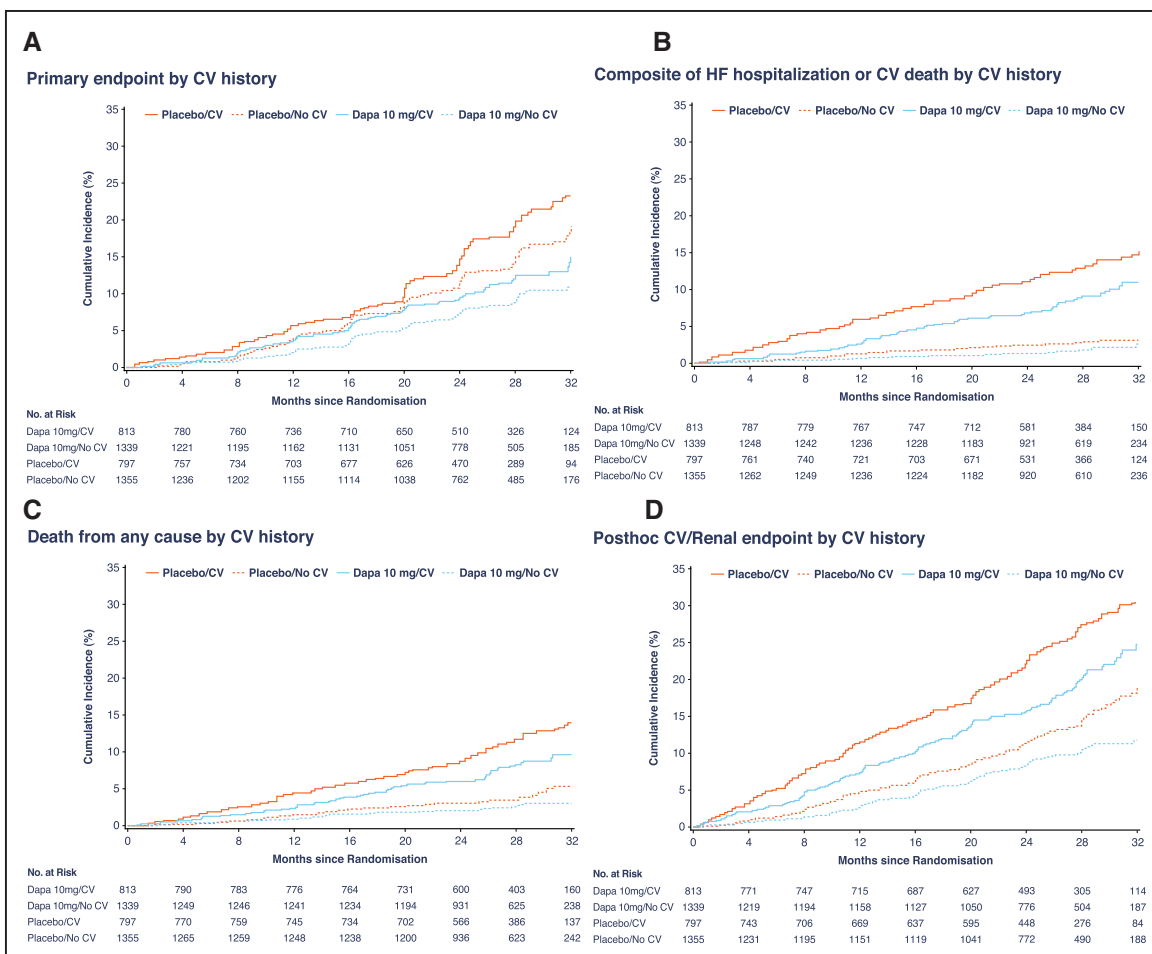 A
Primary endpoint by CV history
Placebo/CV Placebo/No CV Dapa 10 mg/CV Dapa 10 mg/No CV
Cumulative Incidence (%)
35
30
25
20
15
10
5
0
0 4 8 12 16 20 24 28 32
Months since Randomisation
No. at Risk
Dapa 10mg/CV 813 780 760 736 710 650 510 326 124
Dapa 10mg/No CV 1339 1221 1195 1162 1131 1051 778 505 185
Placebo/CV 797 757 734 703 677 626 470 289 94
Placebo/No CV 1355 1236 1202 1155 1114 1038 762 485 176
B
Composite of HF hospitalization or CV death by CV history
Placebo/CV Placebo/No CV Dapa 10 mg/CV Dapa 10 mg/No CV
Cumulative Incidence (%)
35
30
25
20
15
10
5
0
0 4 8 12 16 20 24 28 32
Months since Randomisation
No. at Risk
Dapa 10mg/CV 813 787 779 767 747 712 581 384 150
Dapa 10mg/No CV 1339 1248 1242 1236 1228 1183 921 619 234
Placebo/CV 797 761 740 721 703 671 531 366 124
Placebo/No CV 1355 1262 1249 1236 1224 1182 920 610 236
C
Death from any cause by CV history
Placebo/CV Placebo/No CV Dapa 10 mg/CV Dapa 10 mg/No CV
Cumulative Incidence (%)
35
30
25
20
15
10
5
0
0 4 8 12 16 20 24 28 32
Months since Randomisation
No. at Risk
Dapa 10mg/CV 813 790 783 776 764 731 600 403 160
Dapa 10mg/No CV 1339 1249 1246 1241 1234 1194 931 625 238
Placebo/CV 797 770 759 745 734 702 566 386 137
Placebo/No CV 1355 1265 1259 1248 1238 1200 936 623 242
D
Posthoc CV/Renal endpoint by CV history
Placebo/CV Placebo/No CV Dapa 10 mg/CV Dapa 10 mg/No CV
Cumulative Incidence (%)
35
30
25
20
15
10
5
0
0 4 8 12 16 20 24 28 32
Months since Randomisation
No. at Risk
Dapa 10mg/CV 813 771 747 715 687 627 493 305 114
Dapa 10mg/No CV 1339 1219 1194 1158 1127 1050 776 504 187
Placebo/CV 797 743 706 669 637 595 448 276 84
Placebo/No CV 1355 1231 1195 1151 1119 1041 772 490 188